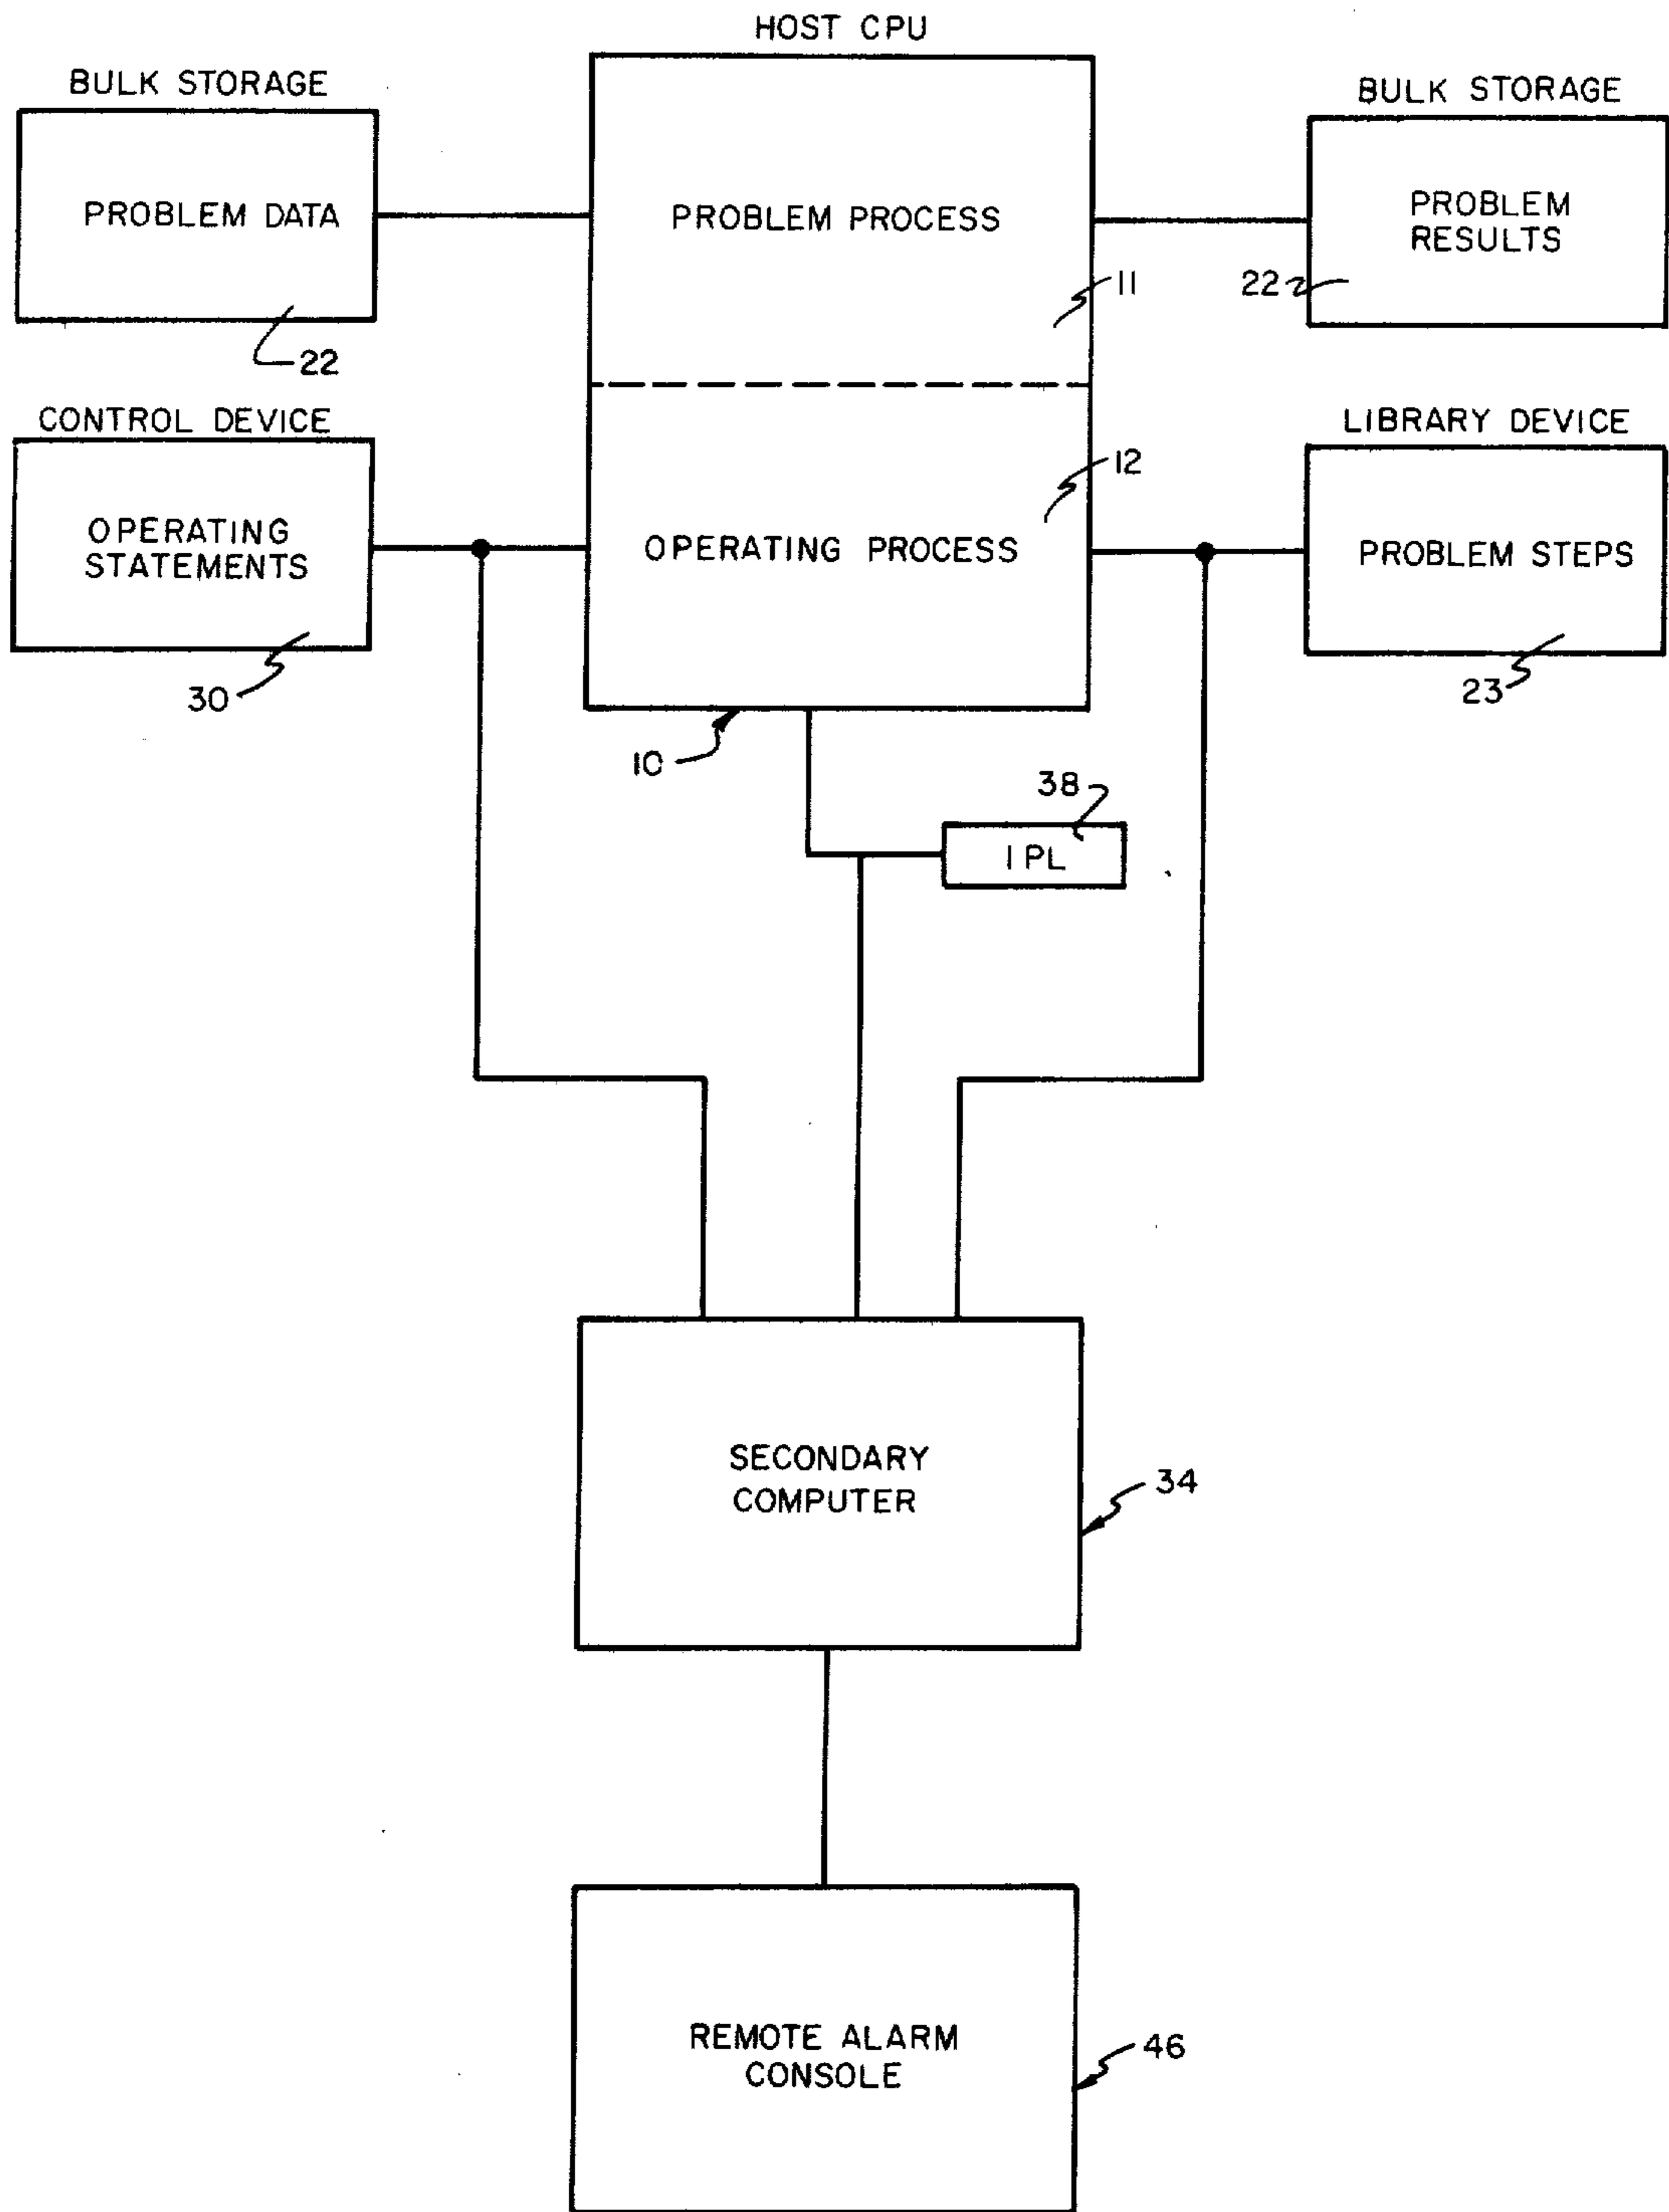 HOST CPU
BULK STORAGE
BULK STORAGE
PROBLEM DATA
PROBLEM PROCESS
PROBLEM
RESULTS
11
22
22
CONTROL DEVICE
LIBRARY DEVICE
12
OPERATING
STATEMENTS
OPERATING PROCESS
PROBLEM STEPS
30
23
10
38
IPL
SECONDARY
COMPUTER
34
REMOTE ALARM
CONSOLE
46